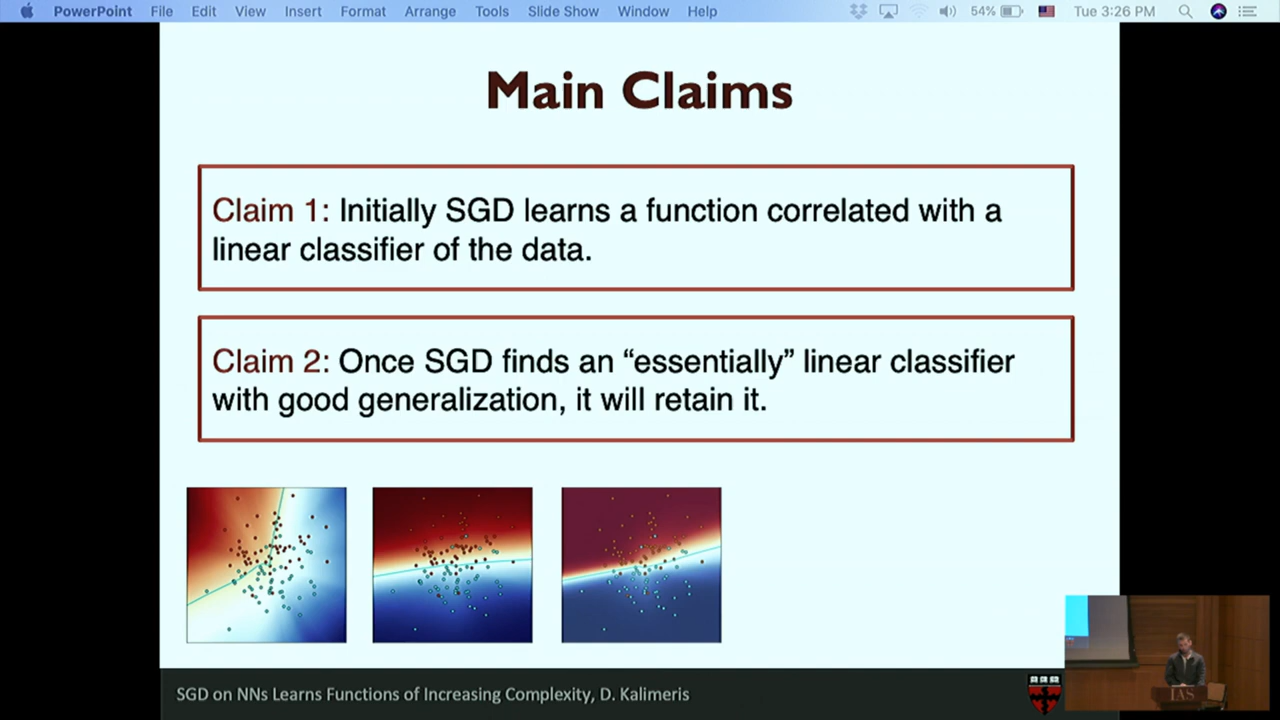 PowerPoint File Edit View Insert Format Arrange Tools Slide Show Window Help 54% Tue 3:26 PM
Main Claims
Claim 1: Initially SGD learns a function correlated with a
linear classifier of the data.
Claim 2: Once SGD finds an “essentially” linear classifier
with good generalization, it will retain it.
SGD on NNs Learns Functions of Increasing Complexity, D. Kalimeris
IAS